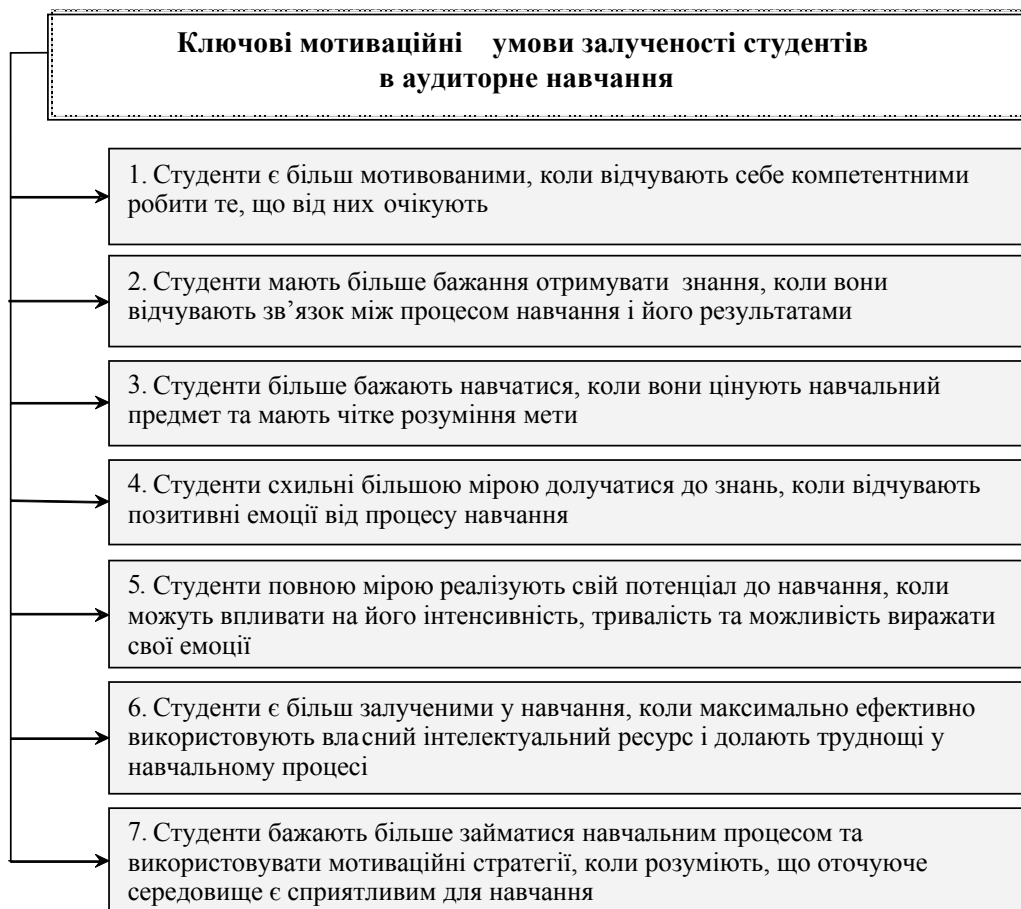 Ключові мотиваційні умови залученості студентів
в аудиторне навчання
1. Студенти є більш мотивованими, коли відчувають себе компетентними
робити те, що від них очікують
2. Студенти мають більше бажання отримувати знання, коли вони
відчувають зв’язок між процесом навчання і його результатами
3. Студенти більше бажають навчатися, коли вони цінують навчальний
предмет та мають чітке розуміння мети
4. Студенти схильні більшою мірою долучатися до знань, коли відчувають
позитивні емоції від процесу навчання
5. Студенти повною мірою реалізують свій потенціал до навчання, коли
можуть впливати на його інтенсивність, тривалість та можливість виражати
свої емоції
6. Студенти є більш залученими у навчання, коли максимально ефективно
використовують власний інтелектуальний ресурс і долають труднощі у
навчальному процесі
7. Студенти бажають більше займатися навчальним процесом та
використовувати мотиваційні стратегії, коли розуміють, що оточуюче
середовище є сприятливим для навчання